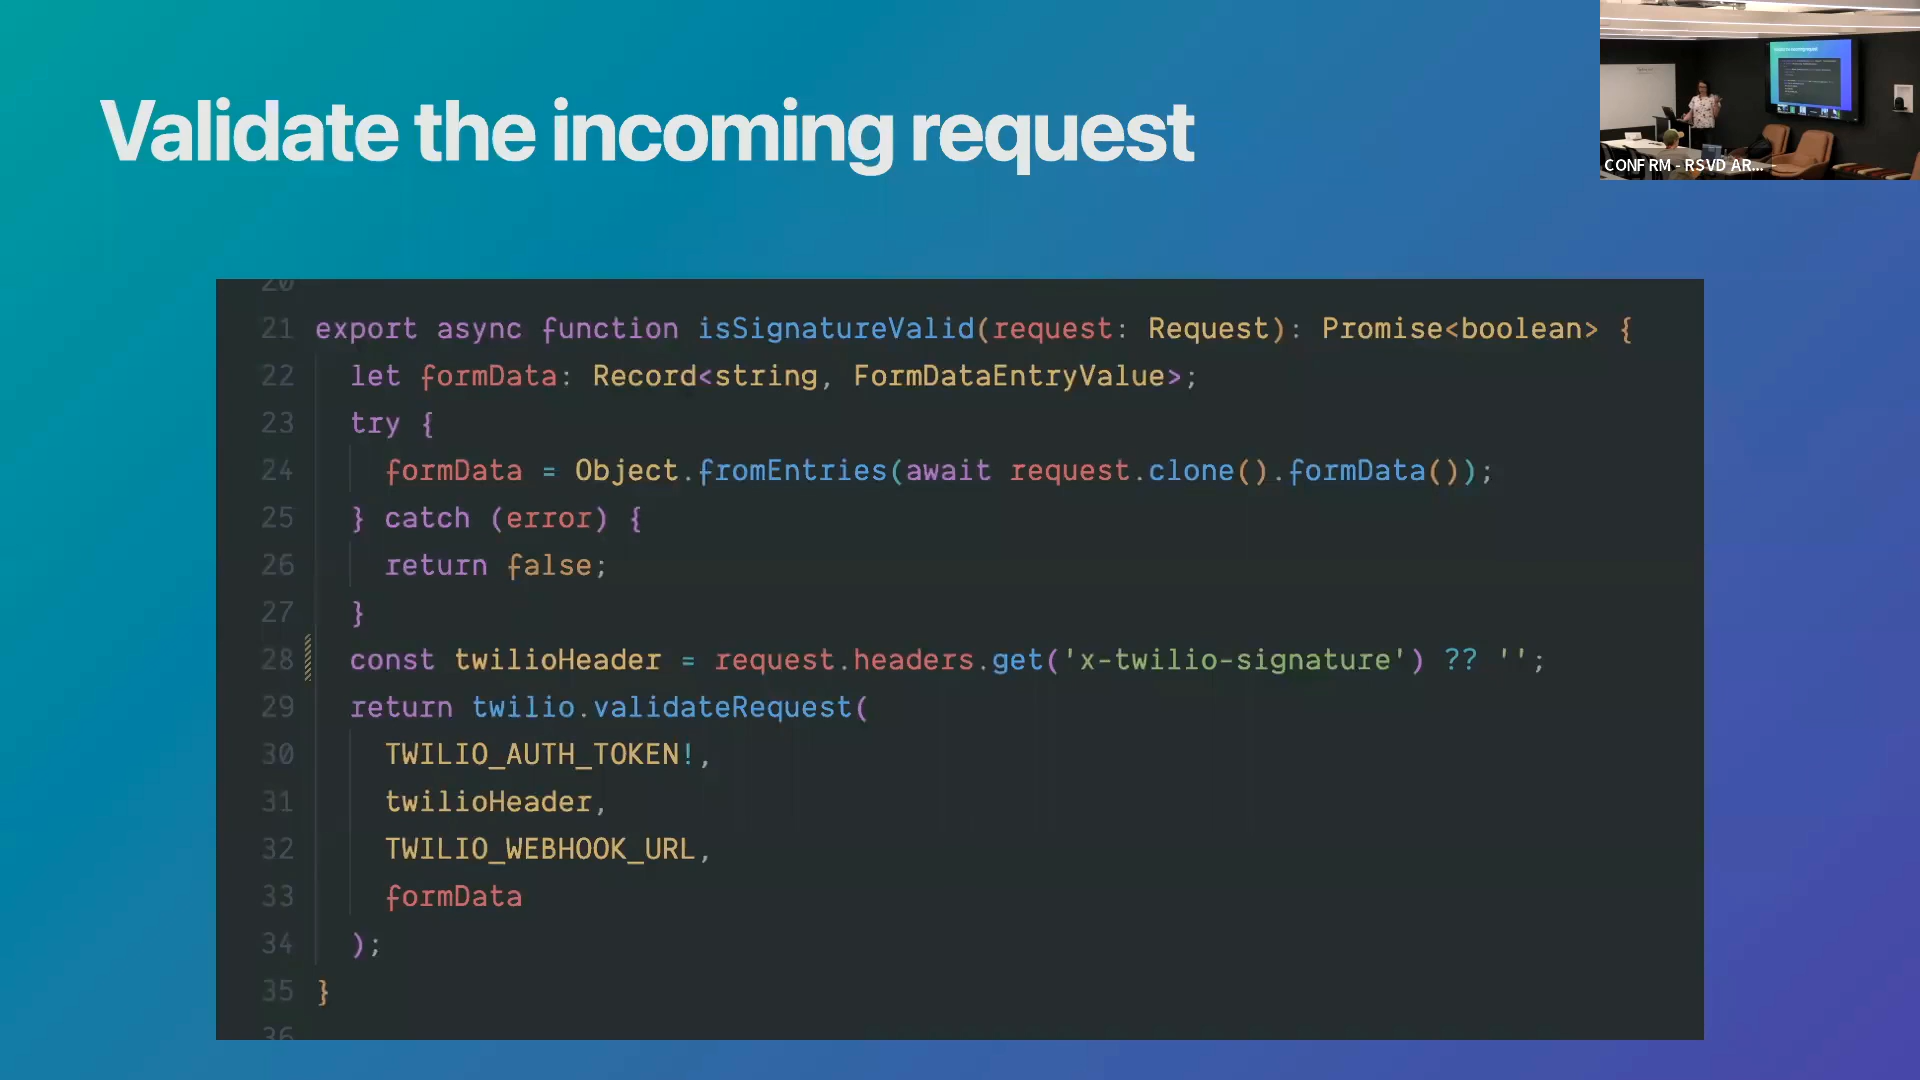 Validate the incoming request
CONFIRM - RSVD AR...
20
21 export async function isSignatureValid(request: Request): Promise<boolean> {
22 let formData: Record<string, FormDataEntryValue>;
23 try {
24 formData = Object.fromEntries(await request.clone().formData());
25 } catch (error) {
26 return false;
27 }
28 const twilioHeader = request.headers.get('x-twilio-signature') ?? '';
29 return twilio.validateRequest(
30 TWILIO_AUTH_TOKEN!,
31 twilioHeader,
32 TWILIO_WEBHOOK_URL,
33 formData
34 );
35 }
36